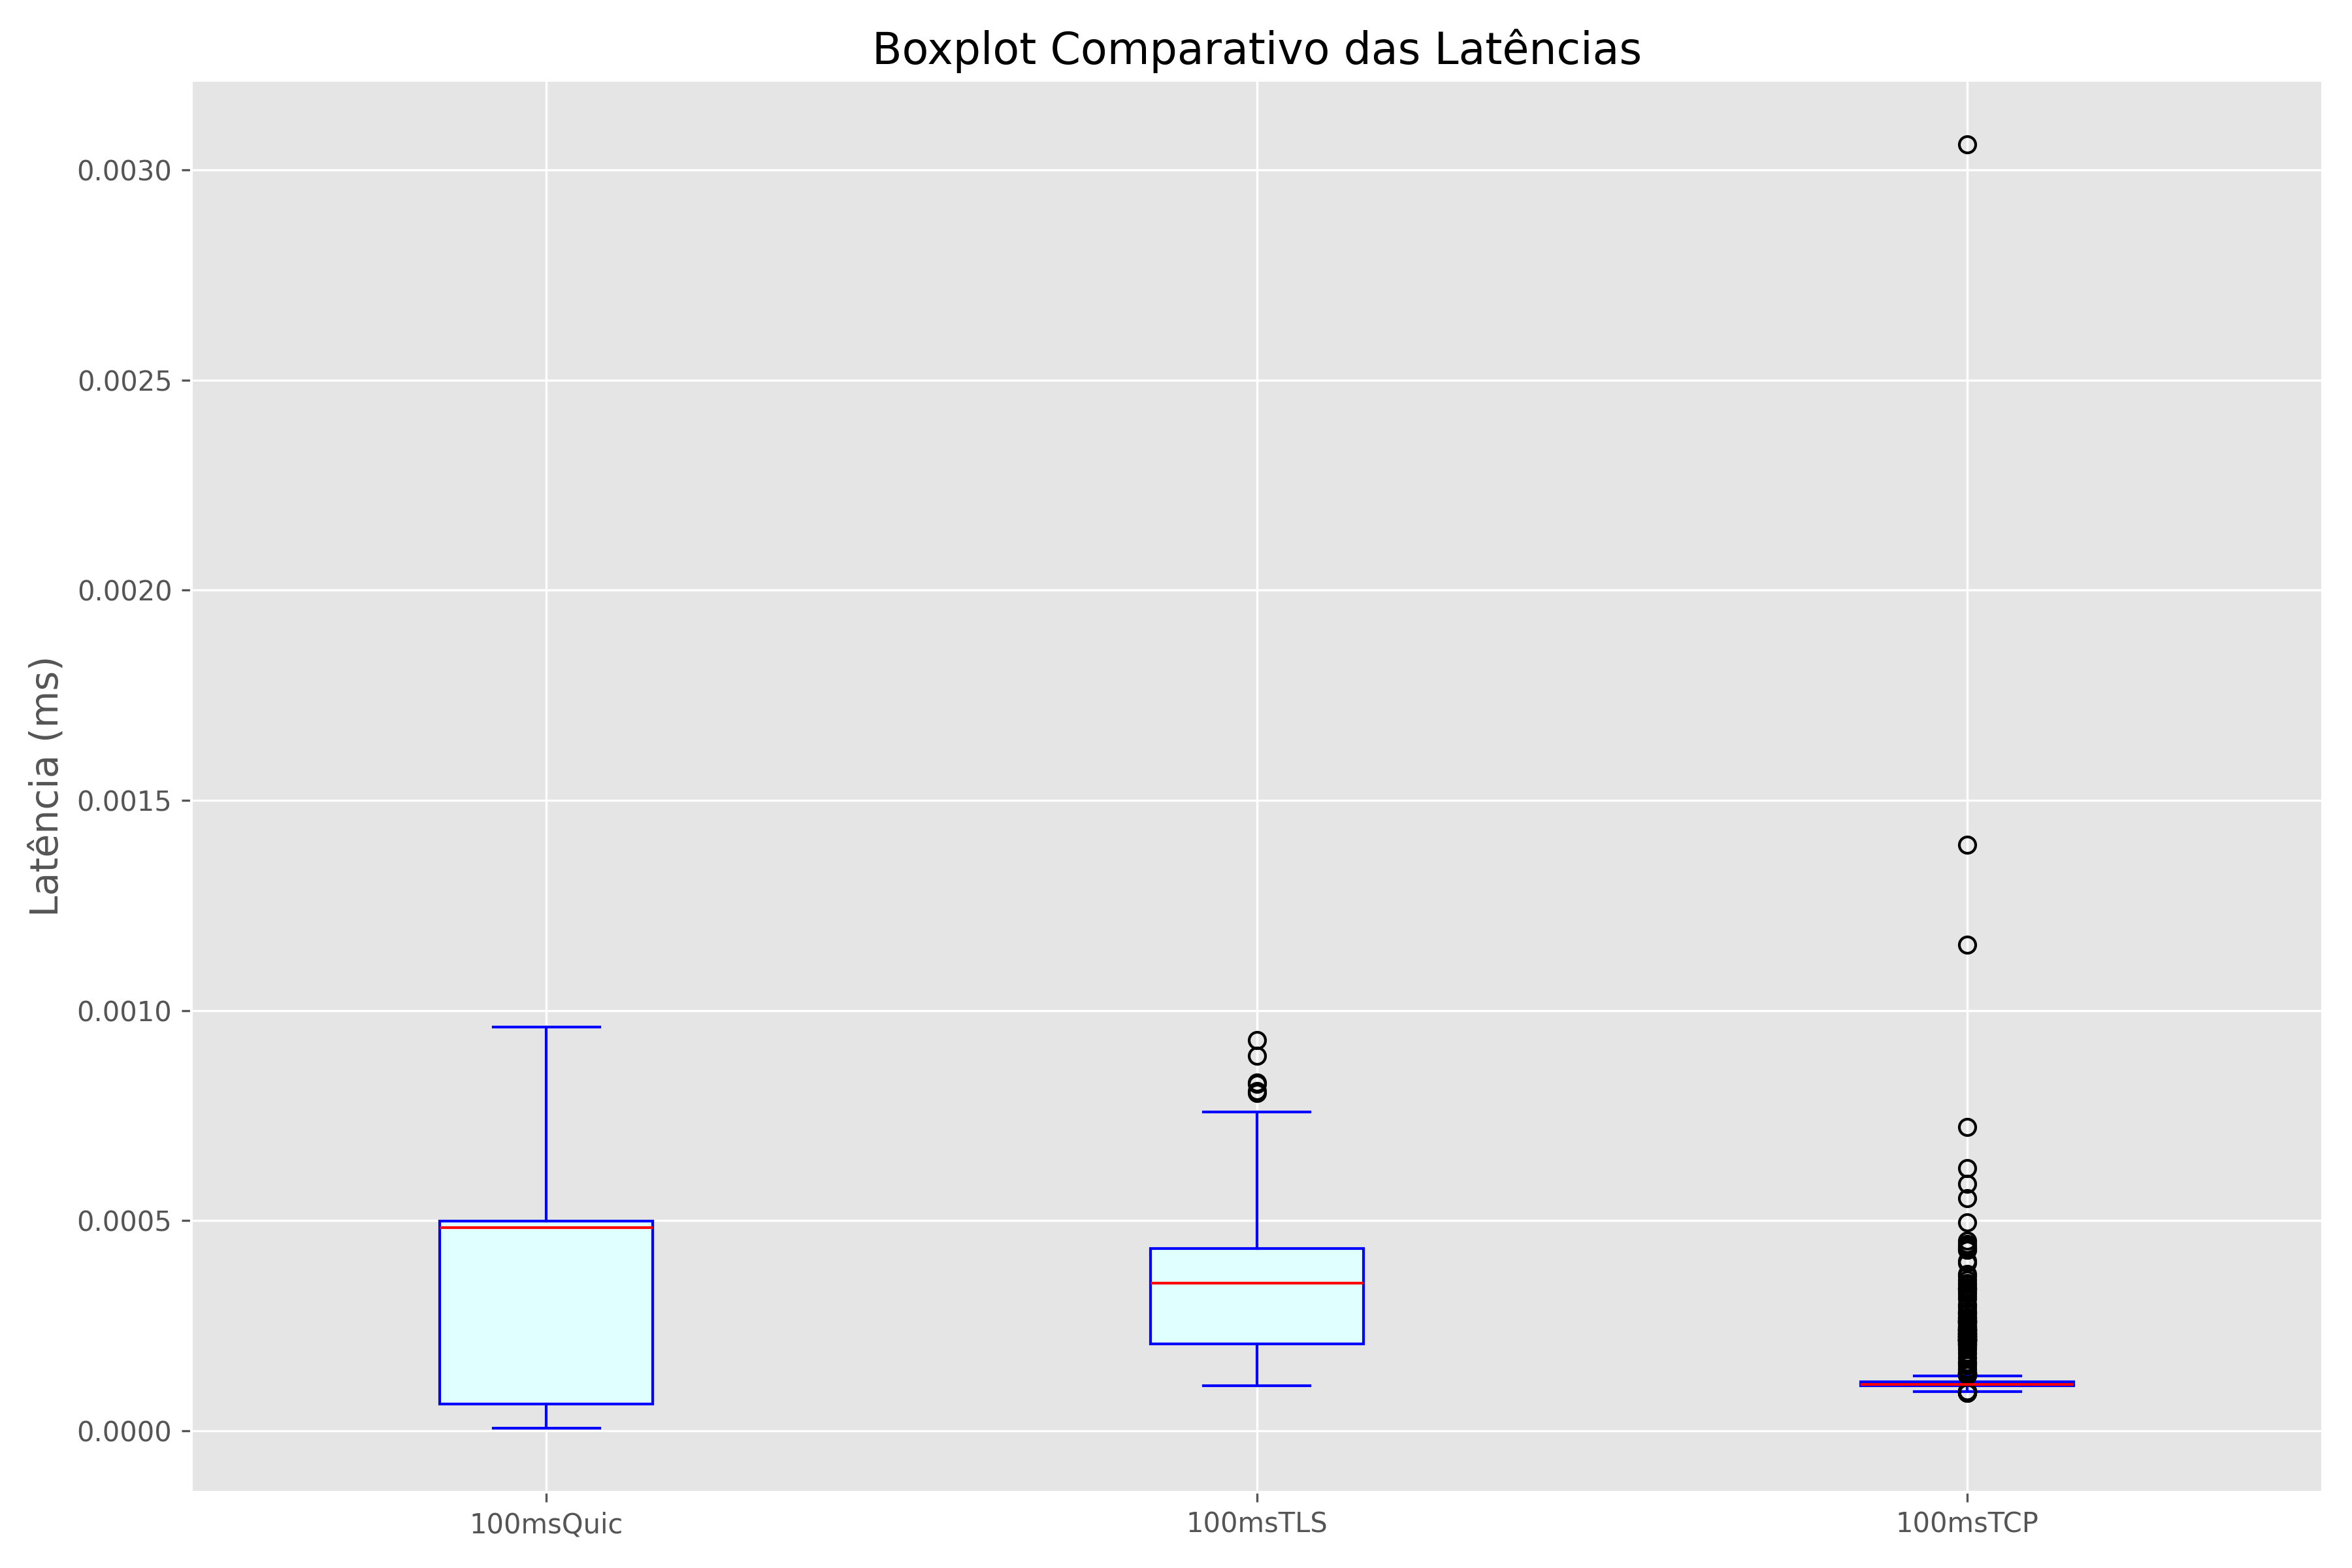 Boxplot Comparativo das Latências
Latência (ms)
0.0030
0.0025
0.0020
0.0015
0.0010
0.0005
0.0000
100msQuic
100msTLS
100msTCP